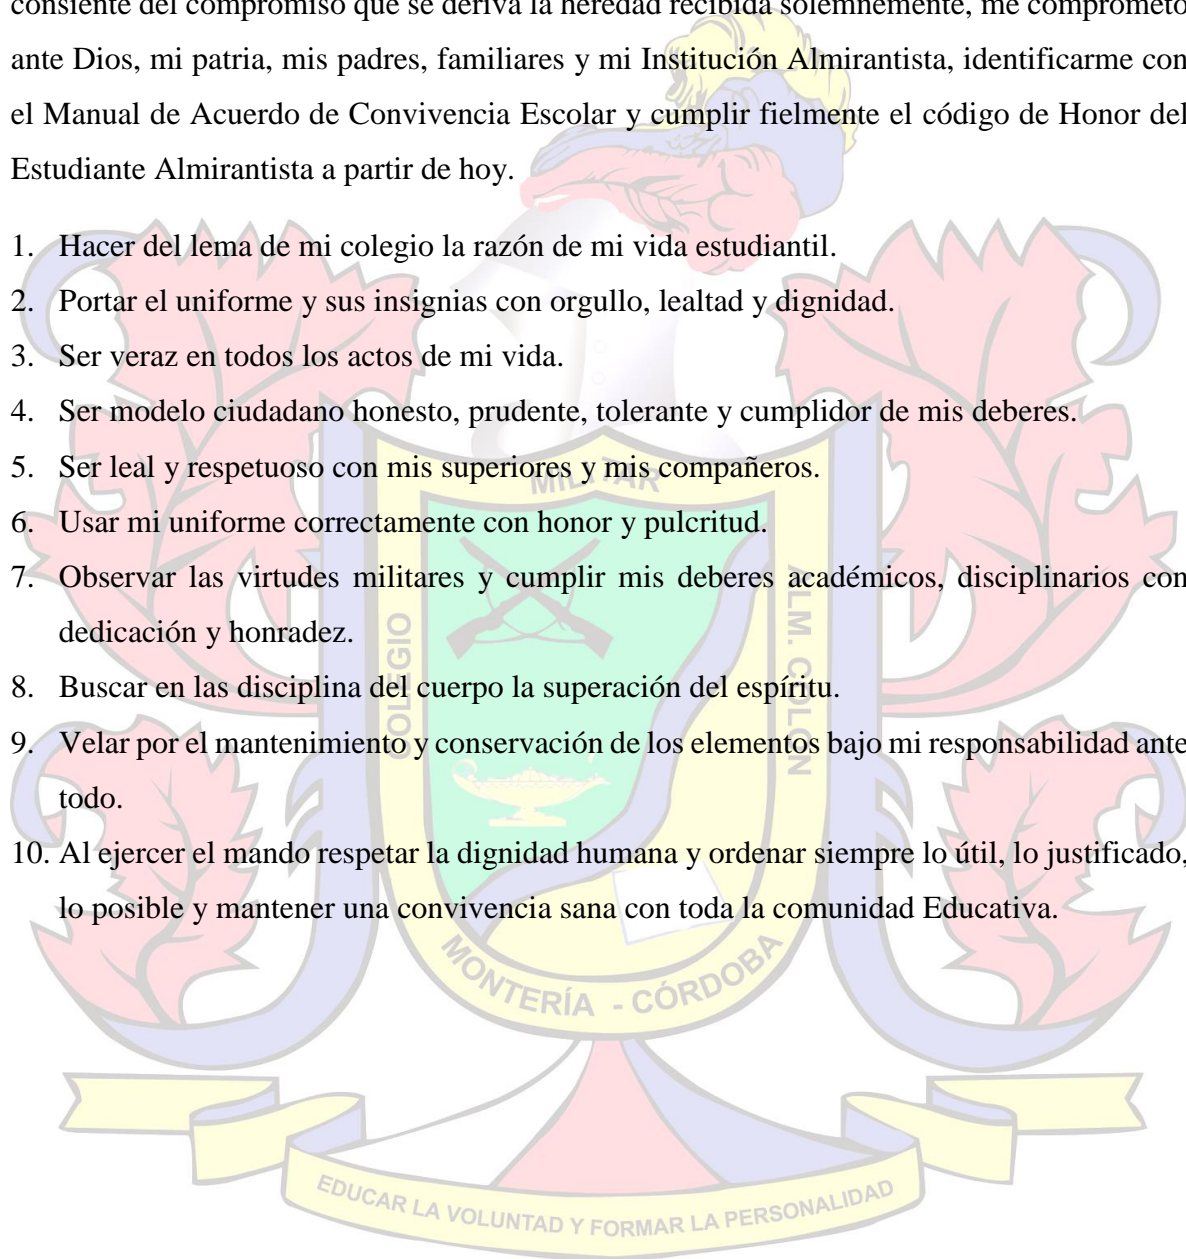 consiente del compromiso que se deriva la heredad recibida solemnemente, me comprometo
ante Dios, mi patria, mis padres, familiares y mi Institución Almirantista, identificarme con
el Manual de Acuerdo de Convivencia Escolar y cumplir fielmente el código de Honor del
Estudiante Almirantista a partir de hoy.
1. Hacer del lema de mi colegio la razón de mi vida estudiantil.
2. Portar el uniforme y sus insignias con orgullo, lealtad y dignidad.
3. Ser veraz en todos los actos de mi vida.
4. Ser modelo ciudadano honesto, prudente, tolerante y cumplidor de mis deberes.
5. Ser leal y respetuoso con mis superiores y mis compañeros.
6. Usar mi uniforme correctamente con honor y pulcritud.
7. Observar las virtudes militares y cumplir mis deberes académicos, disciplinarios con
dedicación y honradez.
8. Buscar en las disciplina del cuerpo la superación del espíritu.
9. Velar por el mantenimiento y conservación de los elementos bajo mi responsabilidad ante
todo.
10. Al ejercer el mando respetar la dignidad humana y ordenar siempre lo útil, lo justificado,
lo posible y mantener una convivencia sana con toda la comunidad Educativa.
COLEGIO
MILITAR
ALM. COLÓN
MONTERÍA - CÓRDOBA
EDUCAR LA VOLUNTAD Y FORMAR LA PERSONALIDAD